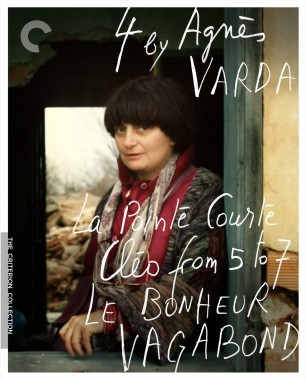 4 by Agnès
VARDA
La Pointe Courte
Cléo from 5 to 7
LE BONHEUR
VAGABOND
THE CRITERION COLLECTION